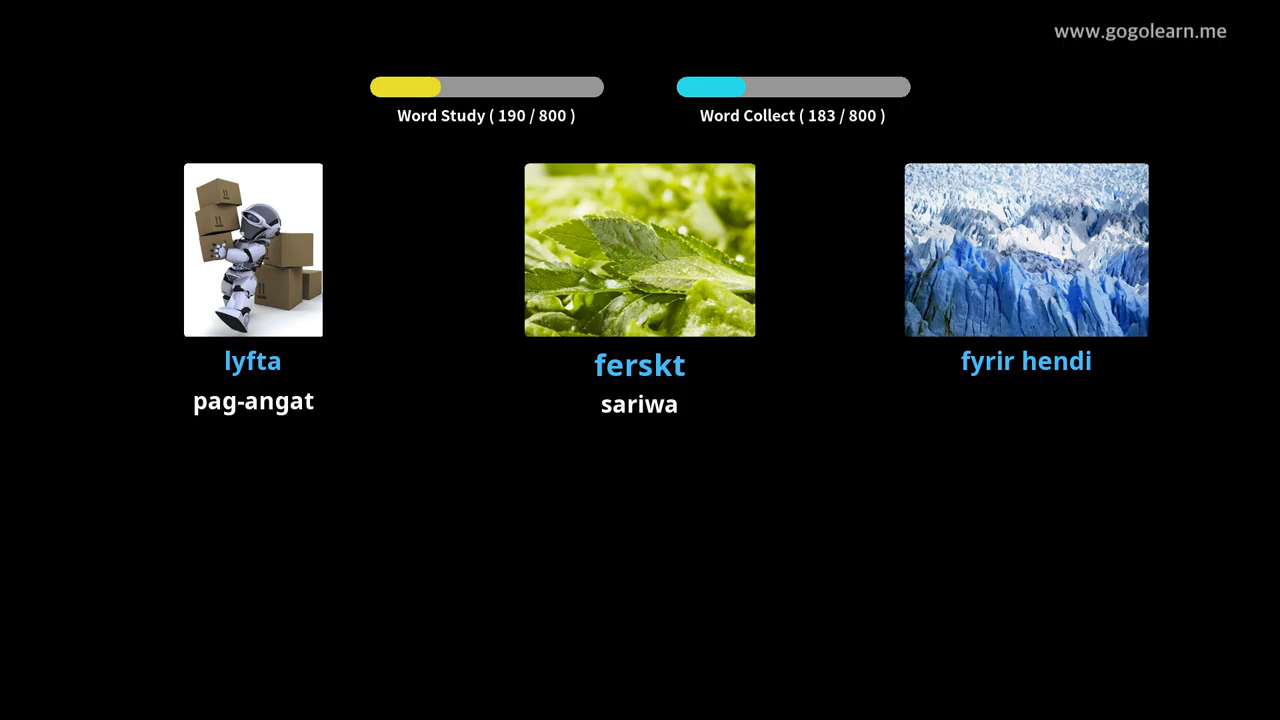 www.gogolearn.me
Word Study ( 190 / 800 )
Word Collect ( 183 / 800 )
lyfta
ferskt
fyrir hendi
pag-angat
sariwa